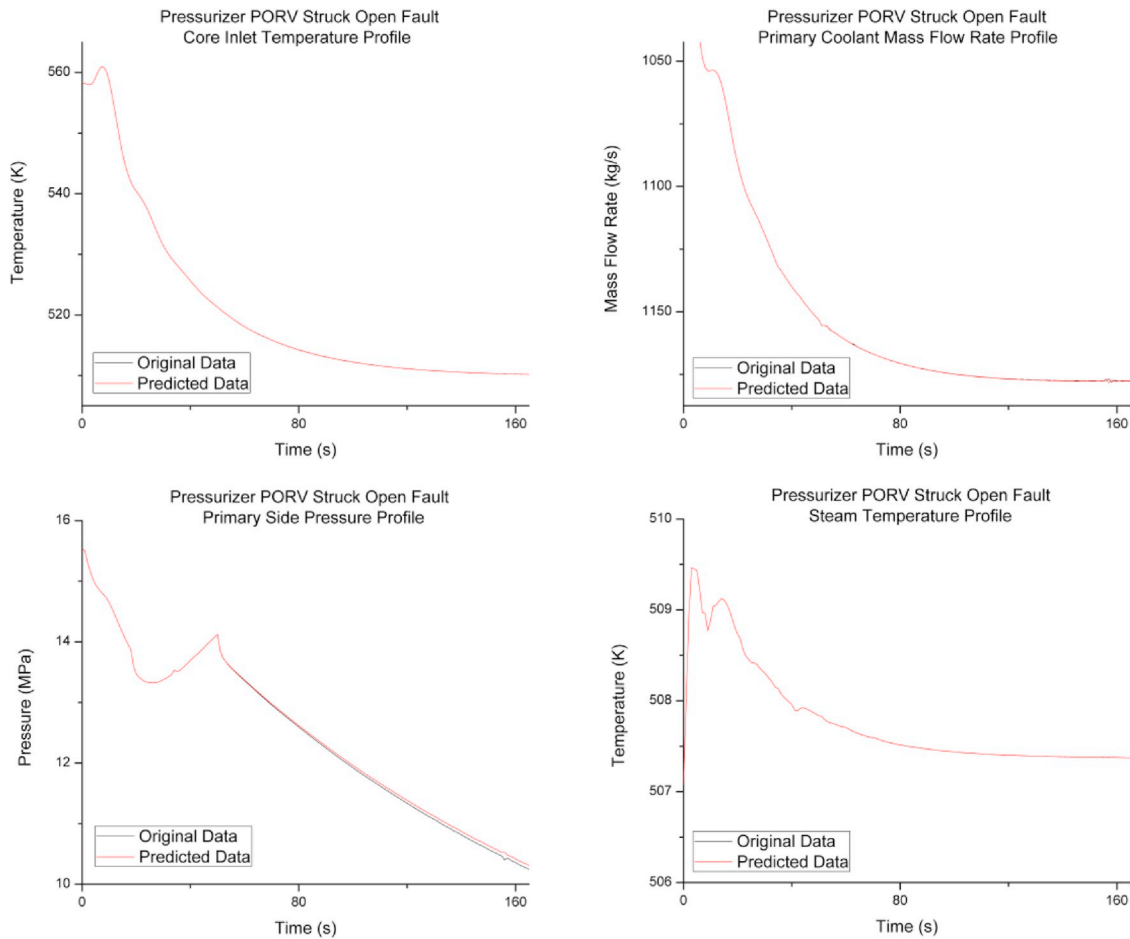 Pressurizer PORV Struck Open Fault
Core Inlet Temperature Profile
560
540
520
Temperature (K)
Original Data
Predicted Data
0
80
160
Time (s)
Pressurizer PORV Struck Open Fault
Primary Coolant Mass Flow Rate Profile
1050
1100
1150
Mass Flow Rate (kg/s)
Original Data
Predicted Data
0
80
160
Time (s)
Pressurizer PORV Struck Open Fault
Primary Side Pressure Profile
16
14
12
10
Pressure (MPa)
Original Data
Predicted Data
0
80
160
Time (s)
Pressurizer PORV Struck Open Fault
Steam Temperature Profile
510
509
508
507
506
Temperature (K)
Original Data
Predicted Data
0
80
160
Time (s)